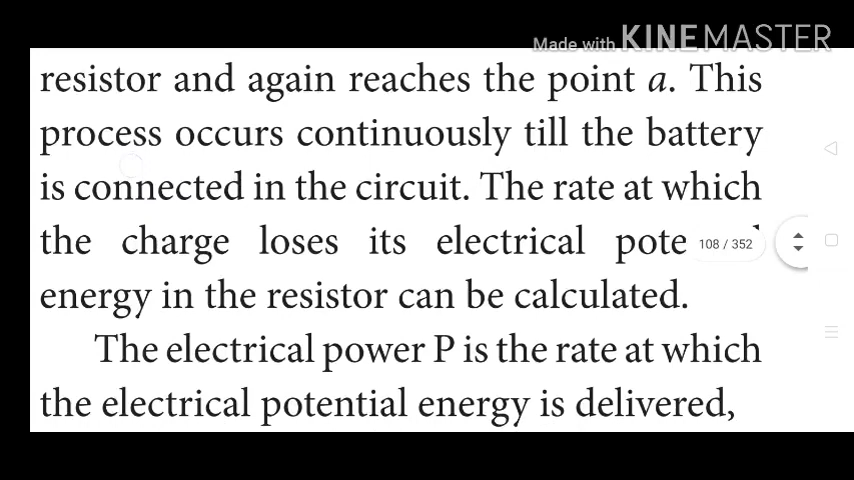 Made with KINEMASTER
resistor and again reaches the point a. This
process occurs continuously till the battery
is connected in the circuit. The rate at which
the charge loses its electrical
108 / 352
energy in the resistor can be calculated.
The electrical power P is the rate at which
the electrical potential energy is delivered,